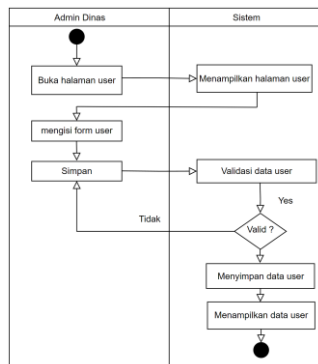 Admin Dinas
Sistem
Buka halaman user
Menampilkan halaman user
mengisi form user
Simpan
Validasi data user
Yes
Tidak
Valid ?
Menyimpan data user
Menampilkan data user